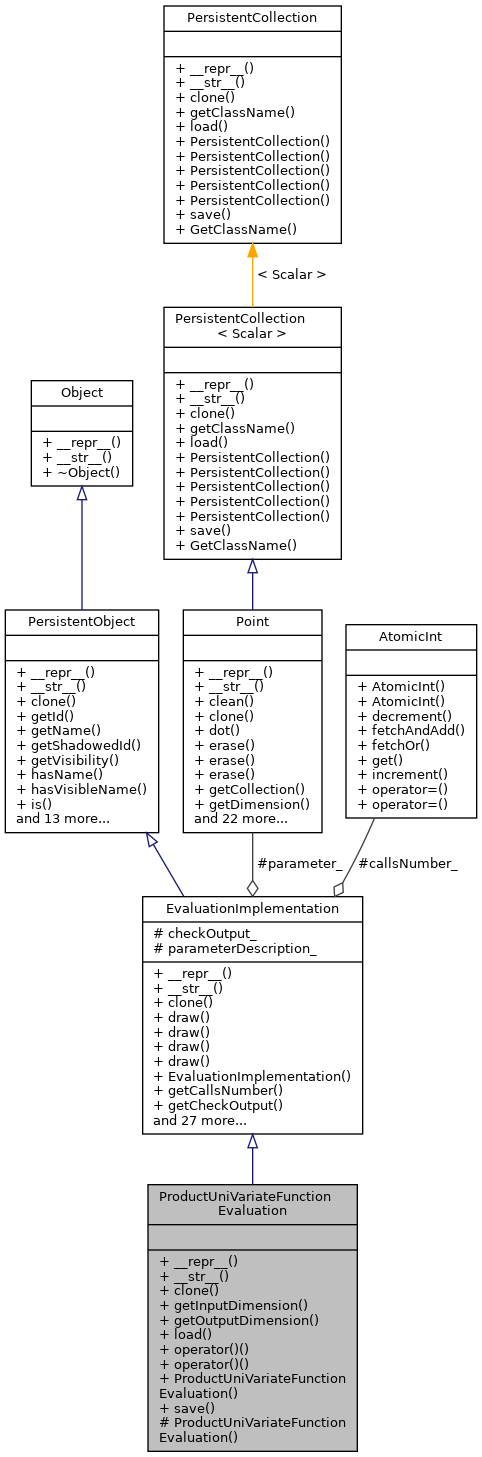 PersistentCollection
+ __repr__()
+ __str__()
+ clone()
+ getClassName()
+ load()
+ PersistentCollection()
+ PersistentCollection()
+ PersistentCollection()
+ PersistentCollection()
+ PersistentCollection()
+ save()
+ GetClassName()
< Scalar >
PersistentCollection
< Scalar >
+ __repr__()
+ __str__()
+ clone()
+ getClassName()
+ load()
+ PersistentCollection()
+ PersistentCollection()
+ PersistentCollection()
+ PersistentCollection()
+ PersistentCollection()
+ save()
+ GetClassName()
Object
+ __repr__()
+ __str__()
+ ~Object()
PersistentObject
+ __repr__()
+ __str__()
+ clone()
+ getId()
+ getName()
+ getShadowedId()
+ getVisibility()
+ hasName()
+ hasVisibleName()
+ is()
and 13 more...
Point
+ __repr__()
+ __str__()
+ clean()
+ clone()
+ dot()
+ erase()
+ erase()
+ erase()
+ getCollection()
+ getDimension()
and 22 more...
AtomicInt
+ AtomicInt()
+ AtomicInt()
+ decrement()
+ fetchAndAdd()
+ fetchOr()
+ get()
+ increment()
+ operator=()
+ operator=()
#parameter_
#callsNumber_
EvaluationImplementation
# checkOutput_
# parameterDescription_
+ __repr__()
+ __str__()
+ clone()
+ draw()
+ draw()
+ draw()
+ draw()
+ EvaluationImplementation()
+ getCallsNumber()
+ getCheckOutput()
and 27 more...
ProductUniVariateFunction
Evaluation
+ __repr__()
+ __str__()
+ clone()
+ getInputDimension()
+ getOutputDimension()
+ load()
+ operator()()
+ operator()()
+ ProductUniVariateFunction
Evaluation()
+ save()
# ProductUniVariateFunction
Evaluation()